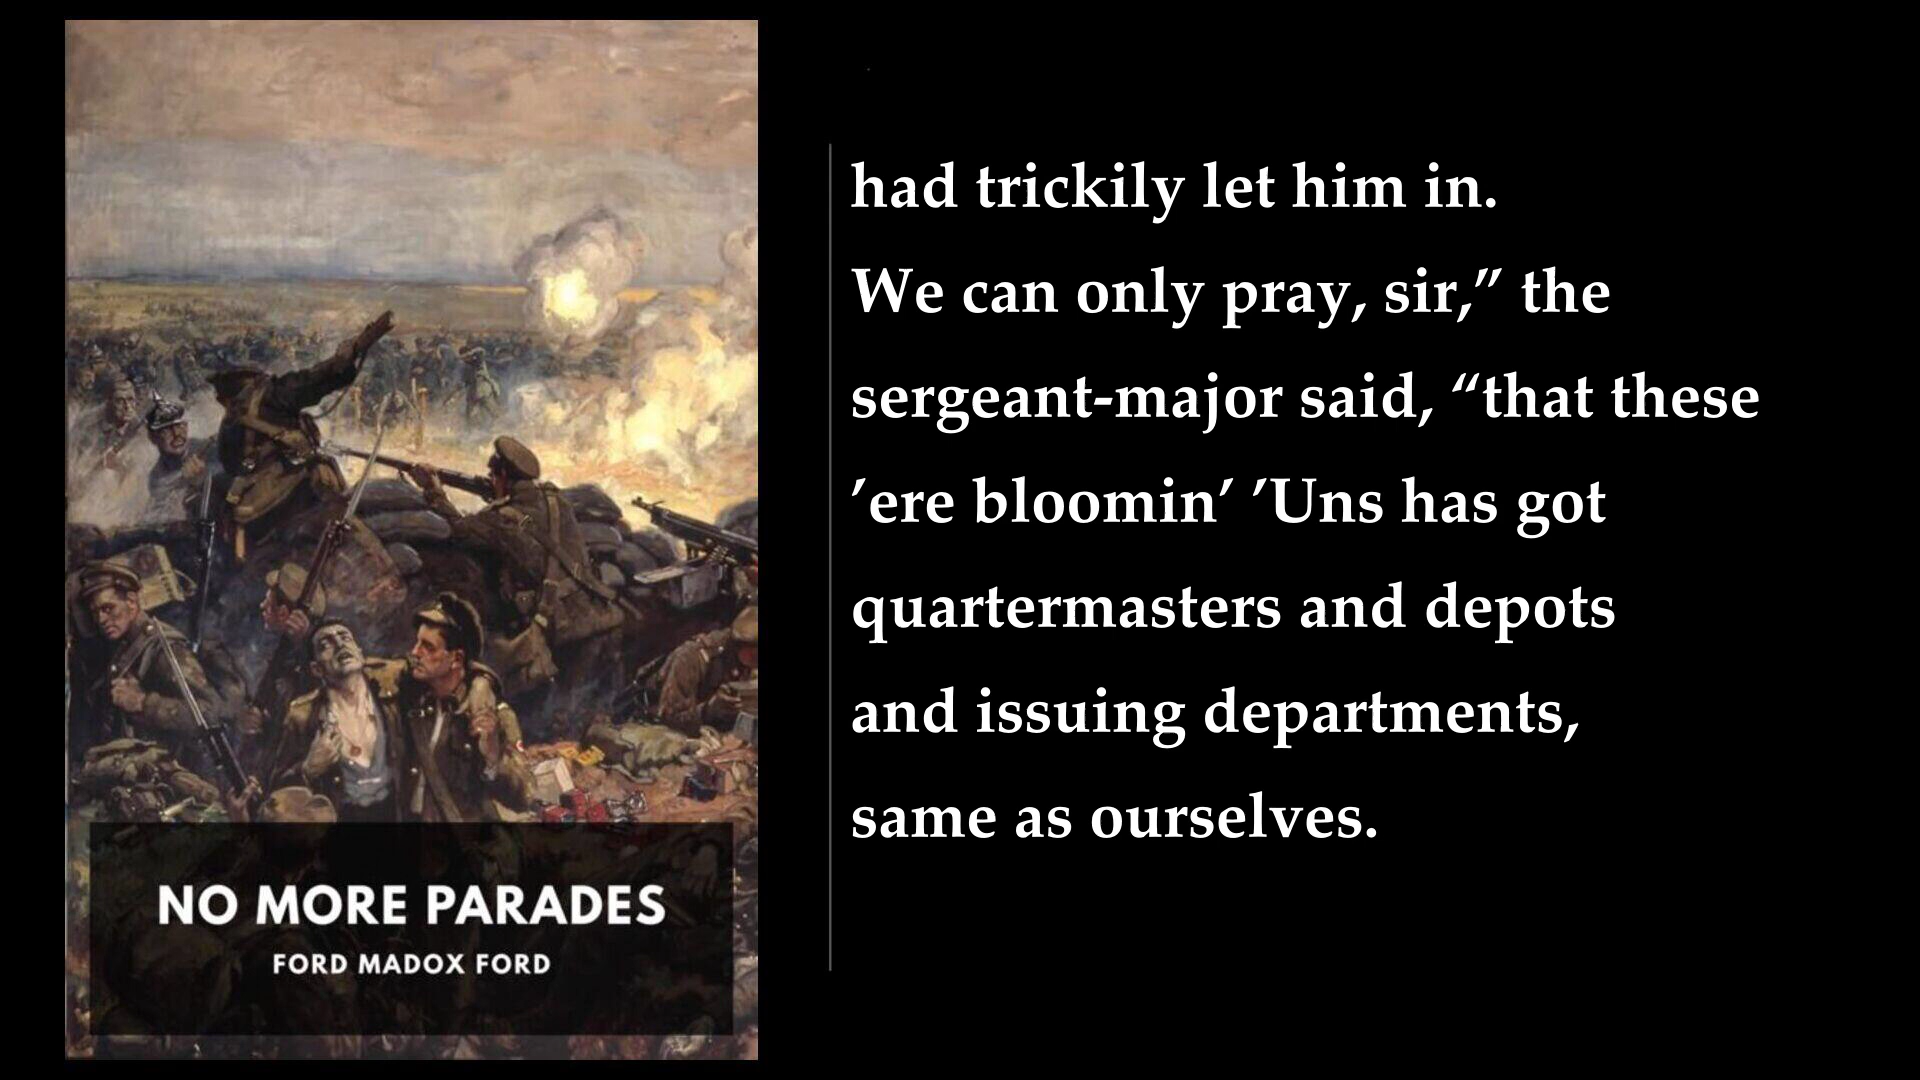 had trickily let him in.
We can only pray, sir,” the
sergeant-major said, “that these
’ere bloomin’ ’Uns has got
quartermasters and depots
and issuing departments,
same as ourselves.
NO MORE PARADES
FORD MADOX FORD